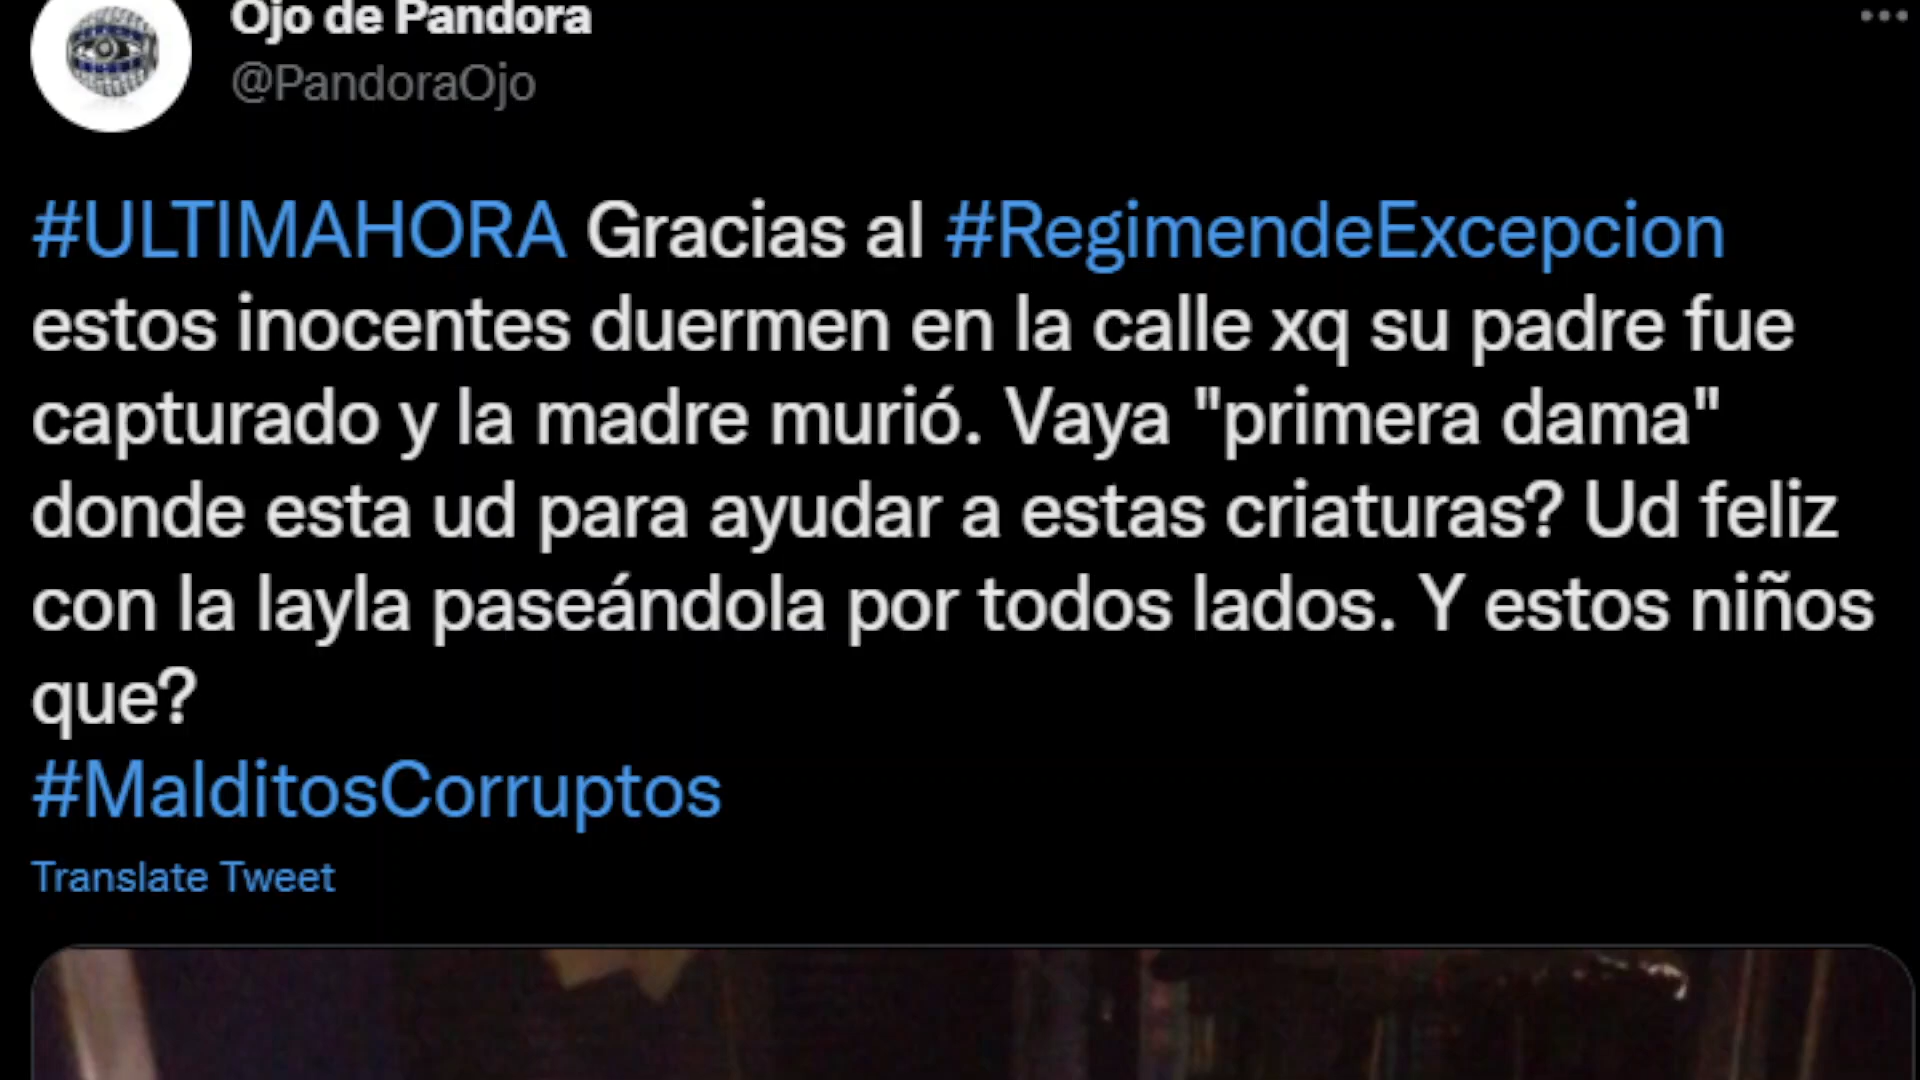 Ojo de Pandora
@PandoraOjo
#ULTIMAHORA Gracias al #RegimendeExcepcion
estos inocentes duermen en la calle xq su padre fue
capturado y la madre murió. Vaya "primera dama"
donde esta ud para ayudar a estas criaturas? Ud feliz
con la layla paseándola por todos lados. Y estos niños
que?
#MalditosCorruptos
Translate Tweet